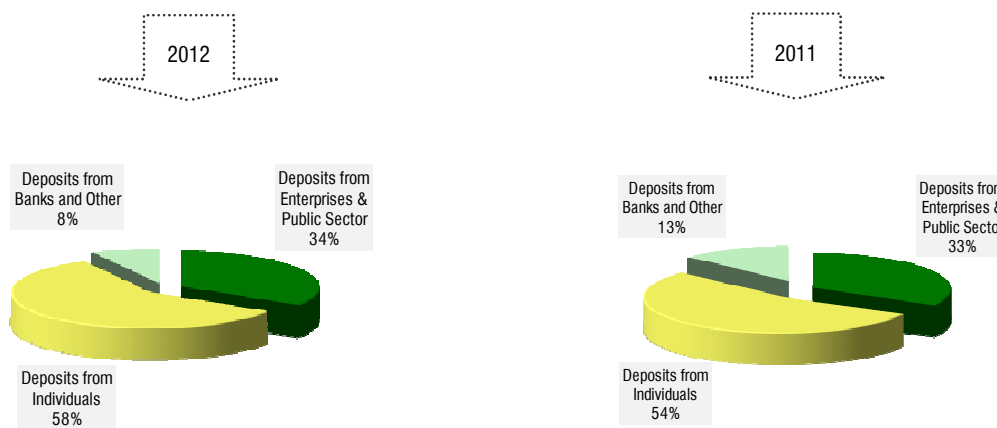 2012
2011
Deposits from
Banks and Other
8%
Deposits from
Enterprises &
Public Sector
34%
Deposits from
Individuals
58%
Deposits from
Banks and Other
13%
Deposits from
Enterprises &
Public Secto
33%
Deposits from
Individuals
54%